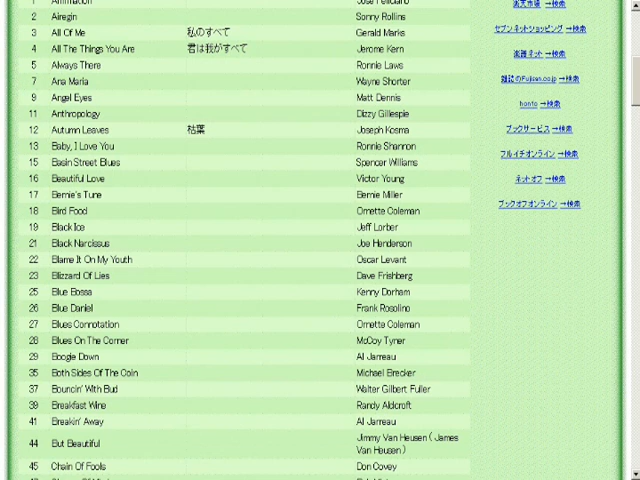 1 Affirmation José Feliciano
2 Airegin Sonny Rollins
3 All Of Me 私のすべて Gerald Marks
4 All The Things You Are 君は我がすべて Jerome Kern
5 Always There Ronnie Laws
7 Ana Maria Wayne Shorter
9 Angel Eyes Matt Dennis
11 Anthropology Dizzy Gillespie
12 Autumn Leaves 枯葉 Joseph Kosma
13 Baby, I Love You Ronnie Shannon
15 Basin Street Blues Spencer Williams
16 Beautiful Love Victor Young
17 Bernie's Tune Bernie Miller
18 Bird Food Ornette Coleman
19 Black Ice Jeff Lorber
21 Black Narcissus Joe Henderson
22 Blame It On My Youth Oscar Levant
23 Blizzard Of Lies Dave Frishberg
25 Blue Bossa Kenny Dorham
26 Blue Daniel Frank Rosolino
27 Blues Connotation Ornette Coleman
28 Blues On The Corner McCoy Tyner
29 Boogie Down Al Jarreau
35 Both Sides Of The Coin Michael Brecker
37 Bouncin' With Bud Walter Gilbert Fuller
39 Breakfast Wine Randy Aldcroft
41 Breakin' Away Al Jarreau
44 But Beautiful Jimmy Van Heusen ( James
Van Heusen )
45 Chain Of Fools Don Covey
楽天市場 →検索
セブンネットショッピング →検索
楽器ネット →検索
雑誌のFujisan.co.jp →検索
honto →検索
ブックサービス →検索
フルイチオンライン →検索
ネットオフ →検索
ブックオフオンライン →検索